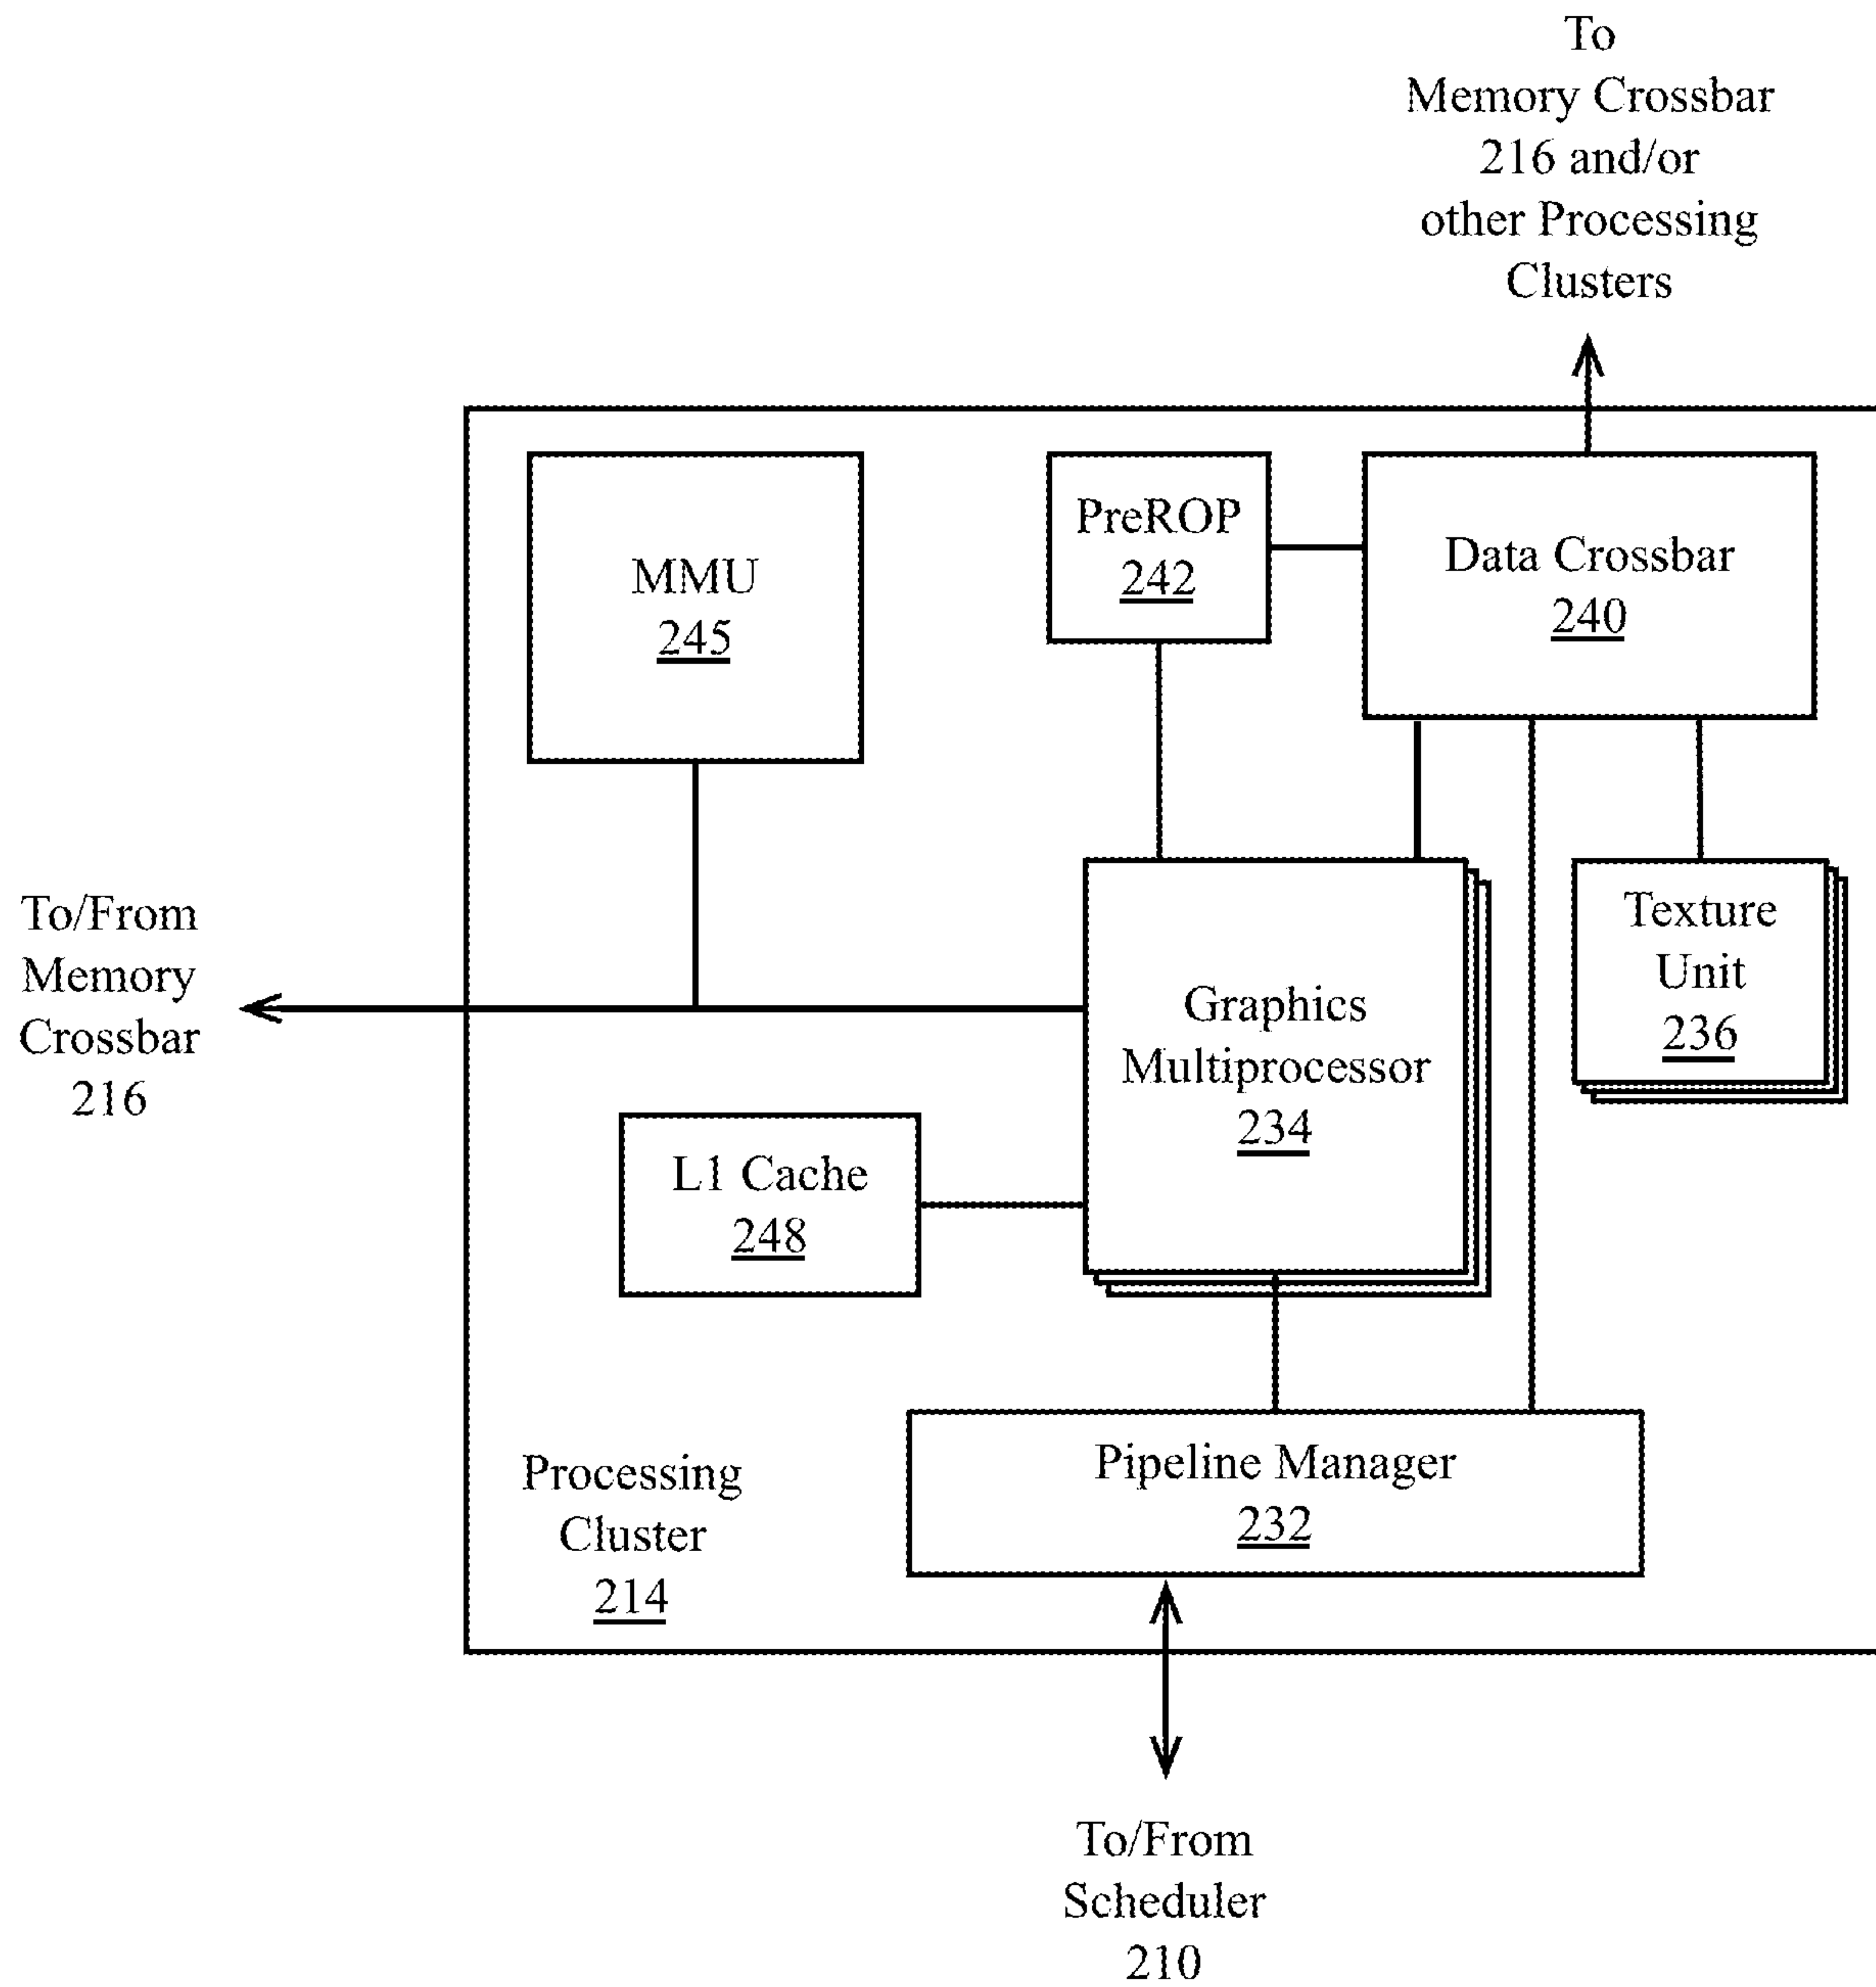 To
Memory Crossbar
216 and/or
other Processing
Clusters
MMU
245
PreROP
242
Data Crossbar
240
To/From
Memory
Crossbar
216
Graphics
Multiprocessor
234
Texture
Unit
236
L1 Cache
248
Processing
Cluster
214
Pipeline Manager
232
To/From
Scheduler
210